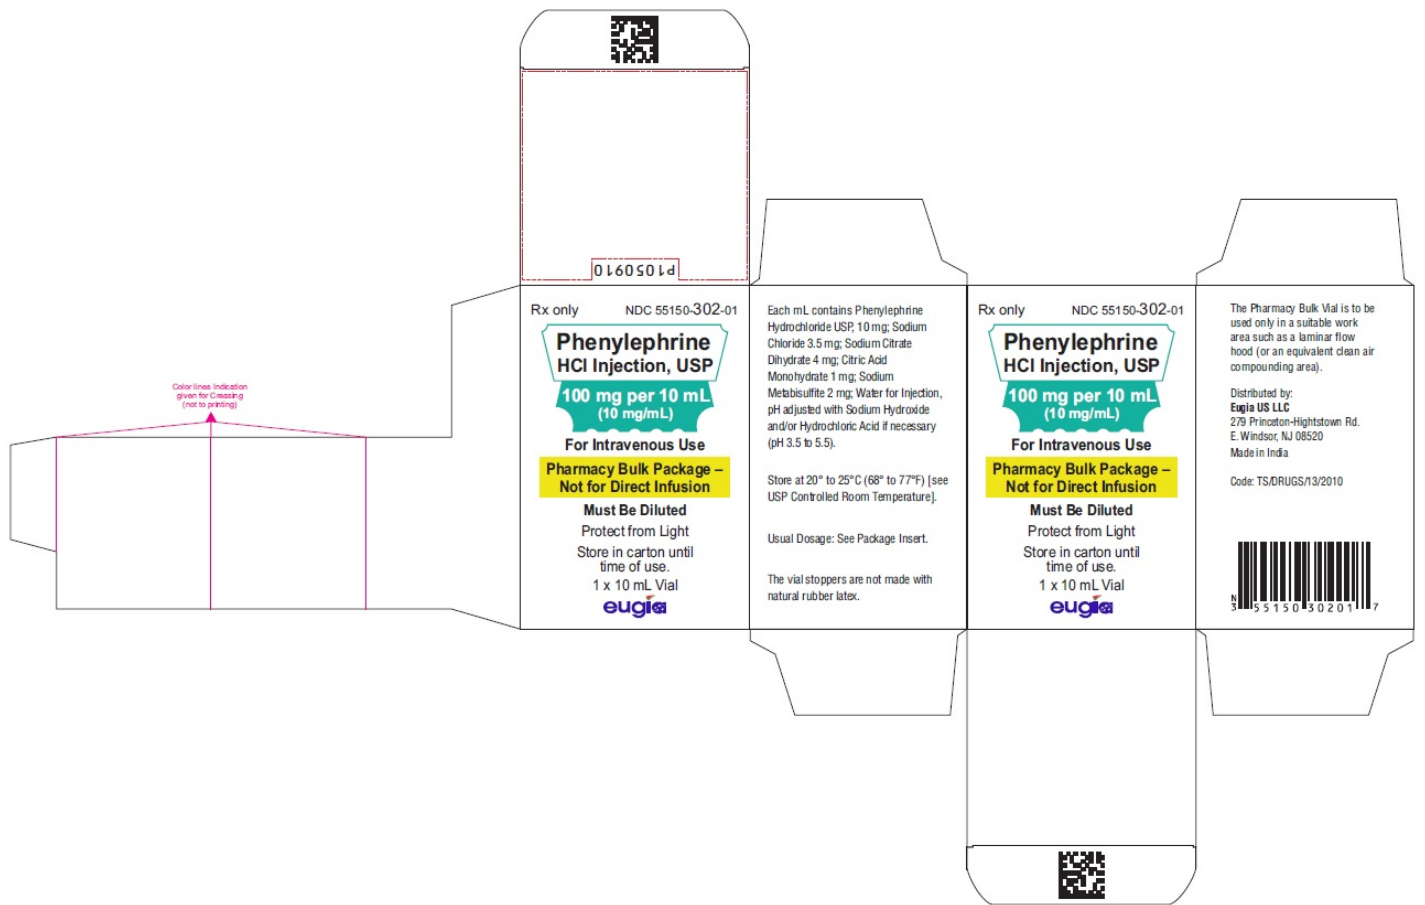 Color lines Indication
given for Creasing
(not to printing)
P1050910
Rx only NDC 55150-302-01
Phenylephrine
HCl Injection, USP
100 mg per 10 mL
(10 mg/mL)
For Intravenous Use
Pharmacy Bulk Package –
Not for Direct Infusion
Must Be Diluted
Protect from Light
Store in carton until
time of use.
1 x 10 mL Vial
eugia
Each mL contains Phenylephrine
Hydrochloride USP, 10 mg; Sodium
Chloride 3.5 mg; Sodium Citrate
Dihydrate 4 mg; Citric Acid
Monohydrate 1 mg; Sodium
Metabisulfite 2 mg; Water for Injection,
pH adjusted with Sodium Hydroxide
and/or Hydrochloric Acid if necessary
(pH 3.5 to 5.5).
Store at 20° to 25°C (68° to 77°F) [see
USP Controlled Room Temperature].
Usual Dosage: See Package Insert.
The vial stoppers are not made with
natural rubber latex.
Rx only NDC 55150-302-01
Phenylephrine
HCl Injection, USP
100 mg per 10 mL
(10 mg/mL)
For Intravenous Use
Pharmacy Bulk Package –
Not for Direct Infusion
Must Be Diluted
Protect from Light
Store in carton until
time of use.
1 x 10 mL Vial
eugia
The Pharmacy Bulk Vial is to be
used only in a suitable work
area such as a laminar flow
hood (or an equivalent clean air
compounding area).
Distributed by:
Eugia US LLC
279 Princeton-Hightstown Rd.
E. Windsor, NJ 08520
Made in India
Code: TS/DRUGS/13/2010
N
3 55150 30201 7